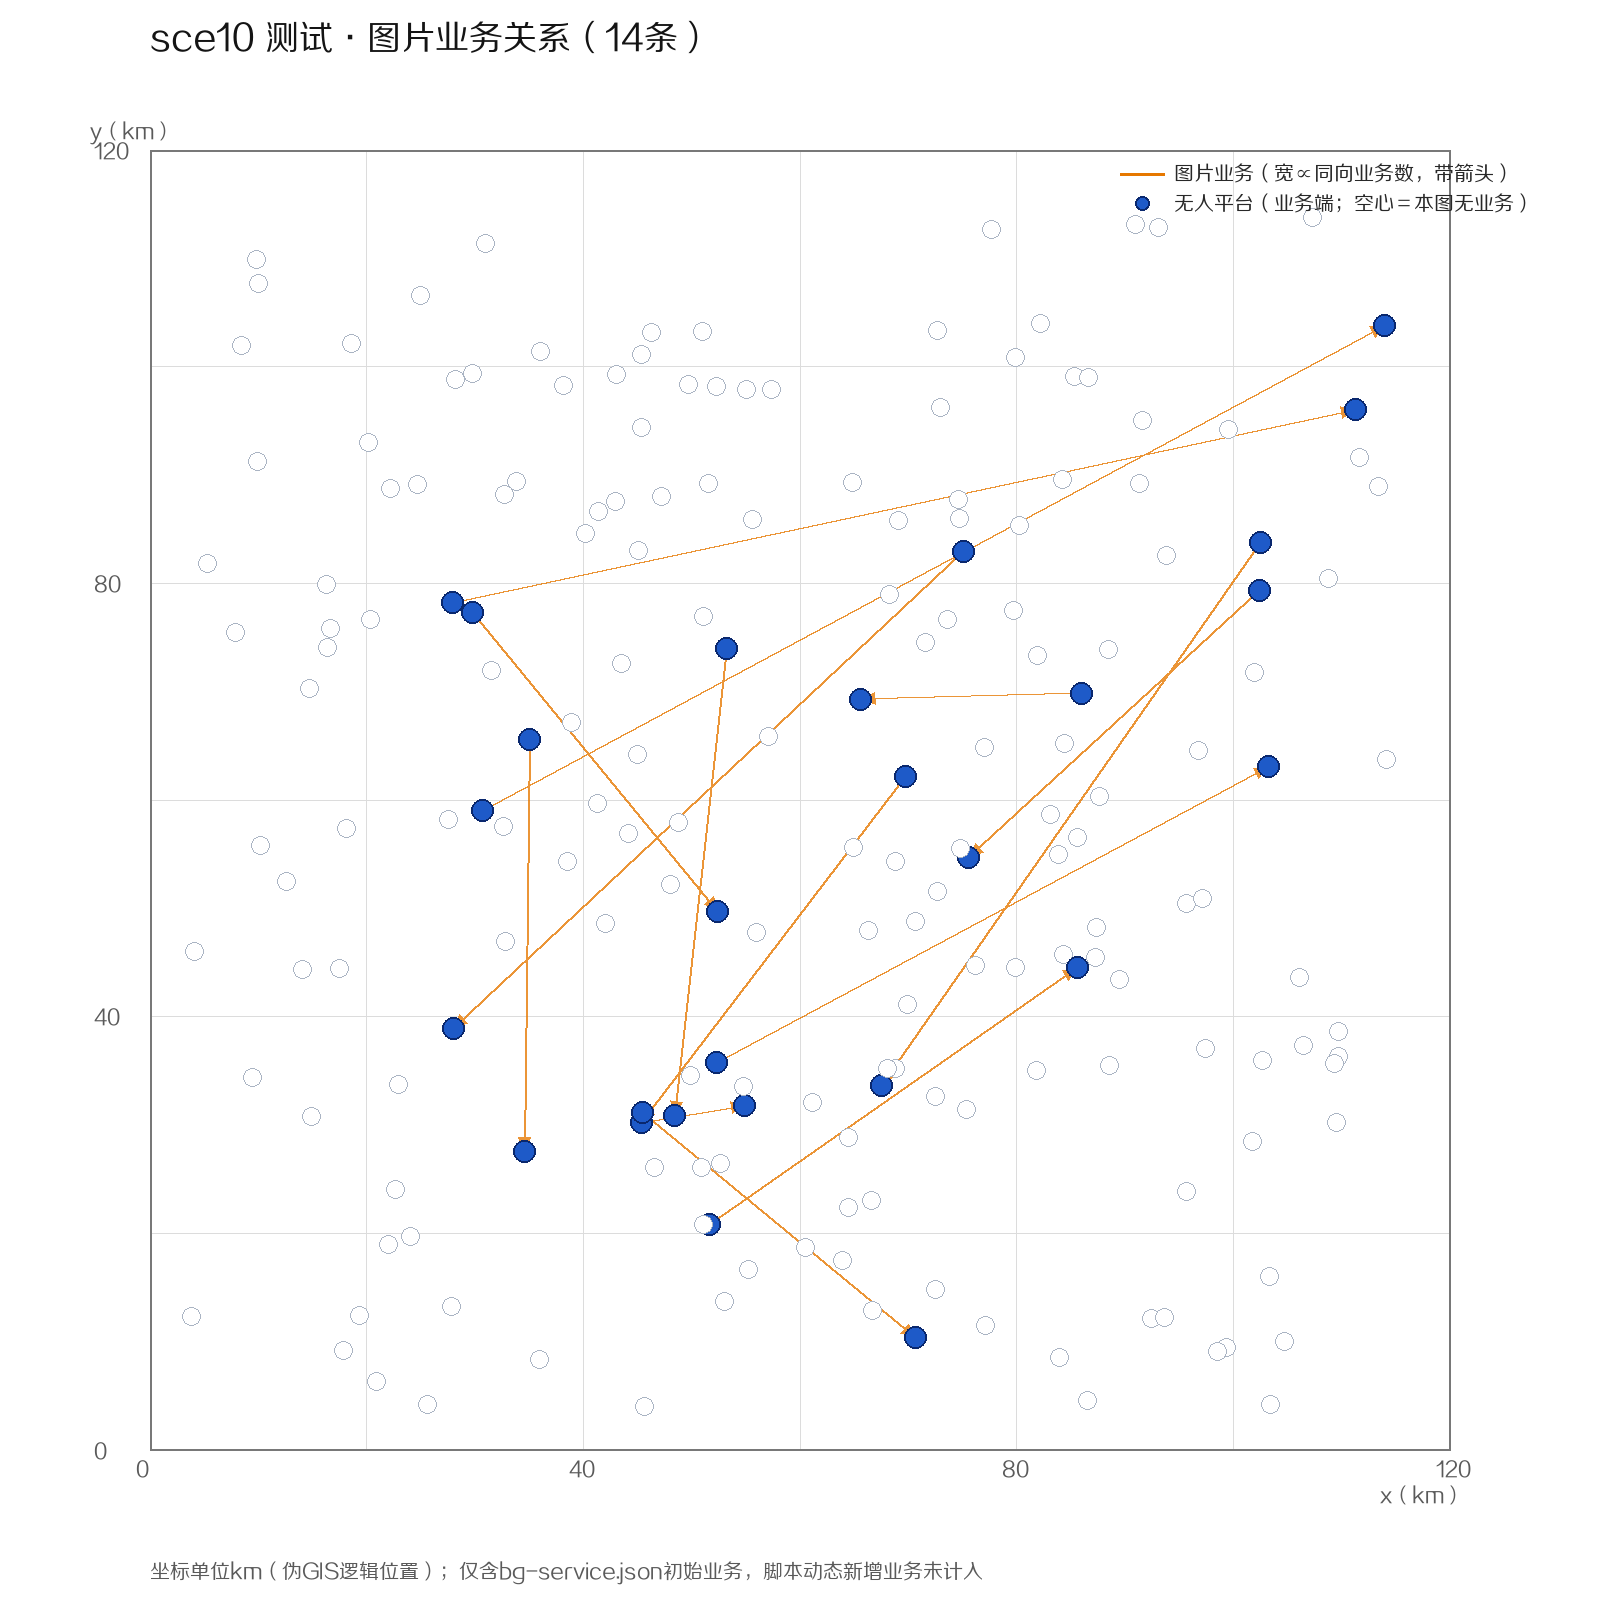 sce10 测试 · 图片业务关系（14条）
y（km）
120
图片业务（宽∝同向业务数，带箭头）
无人平台（业务端；空心＝本图无业务）
80
40
0
0
40
80
120
x（km）
坐标单位km（伪GIS逻辑位置）；仅含bg-service.json初始业务，脚本动态新增业务未计入